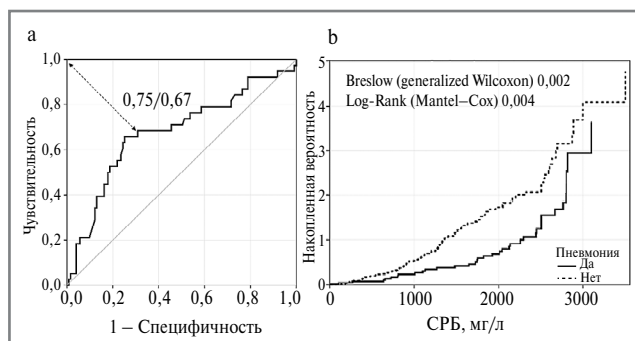 a
Чувствительность
1,0
0,8
0,6
0,4
0,2
0,0
0,75/0,67
0,0 0,2 0,4 0,6 0,8 1,0
1 – Специфичность
b
Накопленная вероятность
5
4
3
2
1
0
Breslow (generalized Wilcoxon) 0,002
Log-Rank (Mantel–Cox) 0,004
Пневмония
Да
Нет
0 1000 2000 3000
СРБ, мг/л